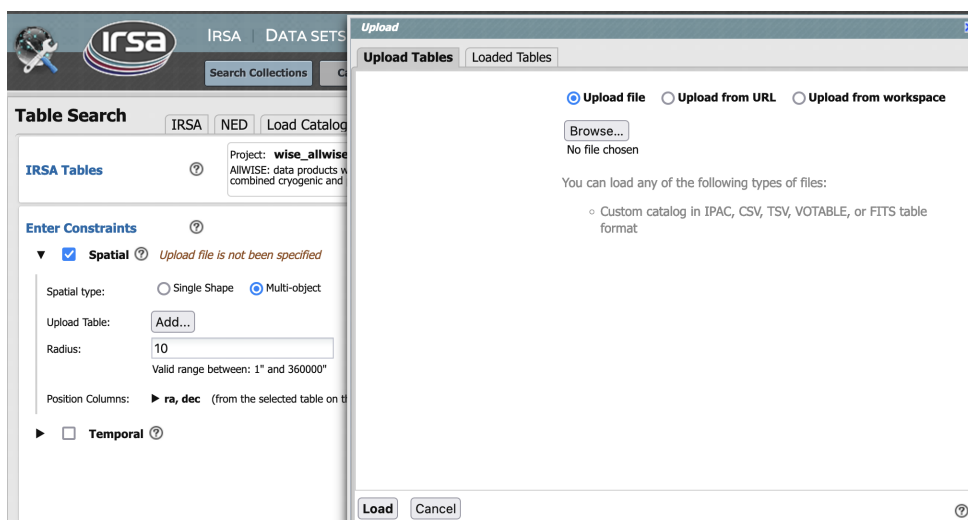 irsa
IRSA | DATA SETS
Search Collections
Table Search
IRSA NED Load Catalog
IRSA Tables
Project: wise_allwise
AllWISE: data products w
combined cryogenic and
Enter Constraints
Spatial Upload file is not been specified
Spatial type: Single Shape Multi-object
Upload Table: Add...
Radius: 10
Valid range between: 1" and 360000"
Position Columns: ra, dec (from the selected table on t
Temporal
Upload
Upload Tables Loaded Tables
Upload file Upload from URL Upload from workspace
Browse...
No file chosen
You can load any of the following types of files:
Custom catalog in IPAC, CSV, TSV, VOTABLE, or FITS table
format
Load Cancel